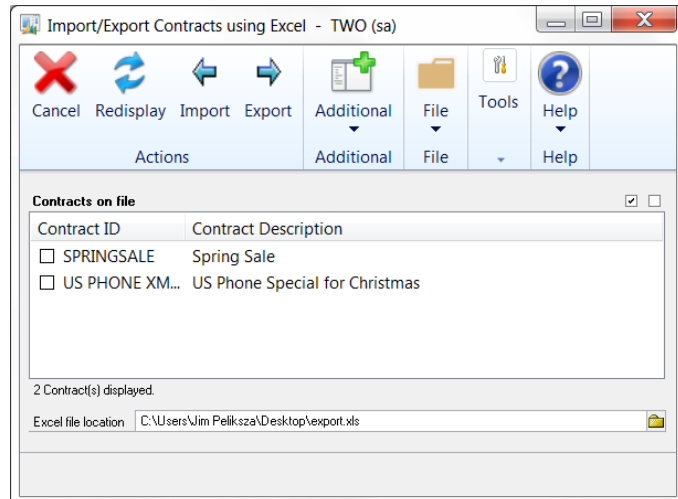 Import/Export Contracts using Excel - TWO (sa)
Cancel Redisplay Import Export Additional File Tools Help
Actions Additional File Help
Contracts on file
Contract ID Contract Description
SPRINGSALE Spring Sale
US PHONE XM... US Phone Special for Christmas
2 Contract(s) displayed.
Excel file location C:\Users\Jim Peliksza\Desktop\export.xls